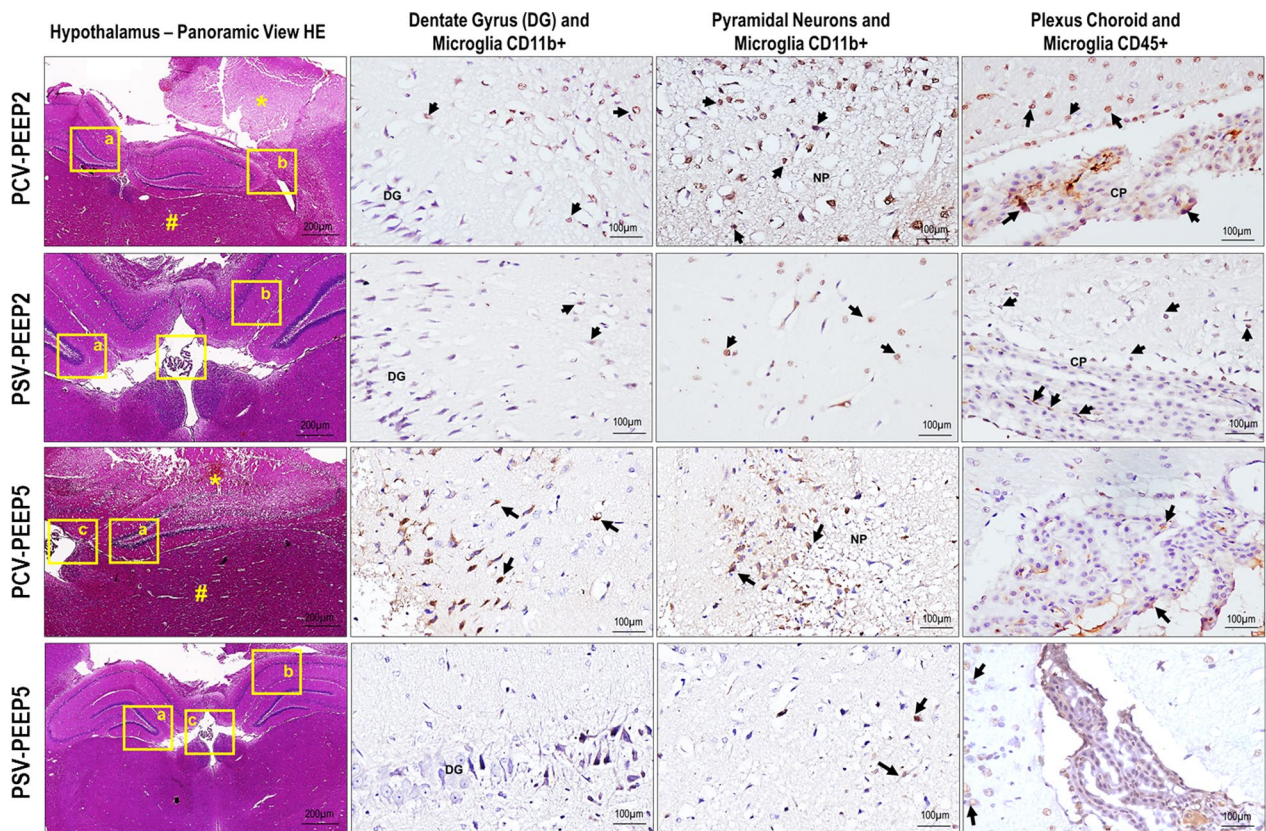 Hypothalamus – Panoramic View HE
Dentate Gyrus (DG) and
Microglia CD11b+
Pyramidal Neurons and
Microglia CD11b+
Plexus Choroid and
Microglia CD45+
PCV-PEEP2
a
*
b
#
200µm
DG
100µm
NP
100µm
CP
100µm
PSV-PEEP2
a
b
200µm
DG
100µm
100µm
CP
100µm
PCV-PEEP5
*
c
a
#
200µm
100µm
NP
100µm
100µm
PSV-PEEP5
a
c
b
200µm
DG
100µm
100µm
100µm